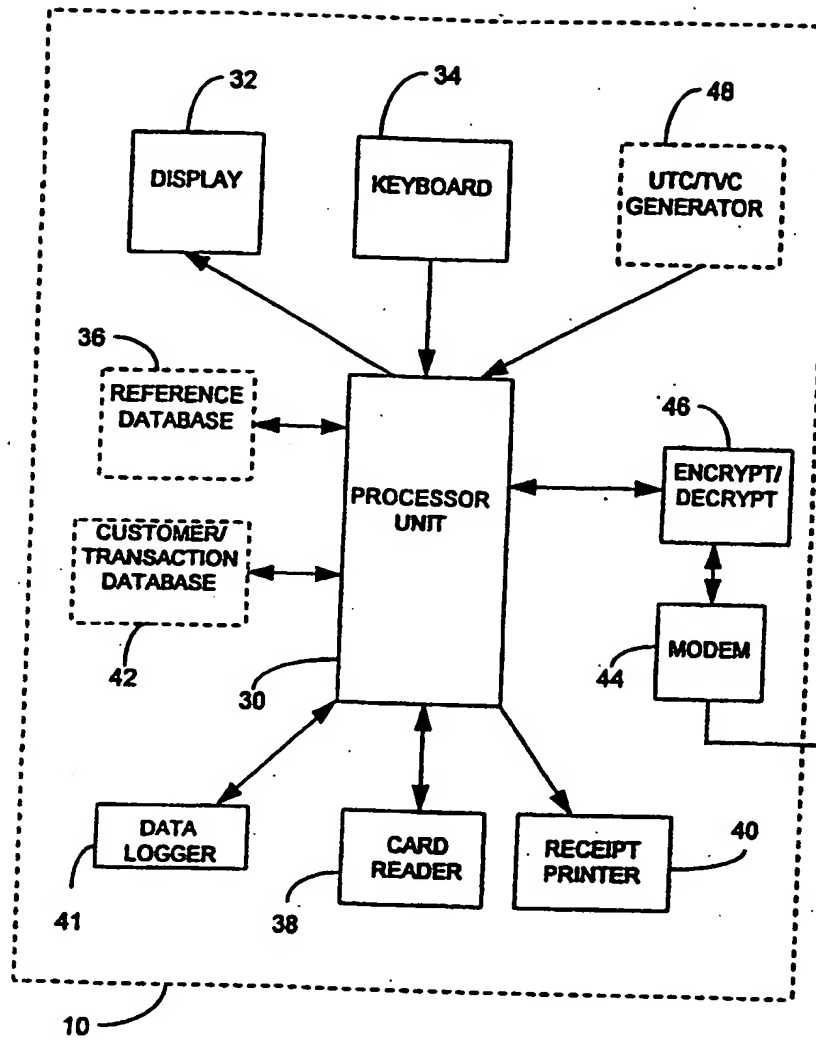 32
34
48
DISPLAY
KEYBOARD
UTC/TVC
GENERATOR
36
REFERENCE
DATABASE
46
ENCRYPT/
DECRYPT
PROCESSOR
UNIT
CUSTOMER/
TRANSACTION
DATABASE
42
30
44
MODEM
DATA
LOGGER
41
CARD
READER
38
RECEIPT
PRINTER
40
10